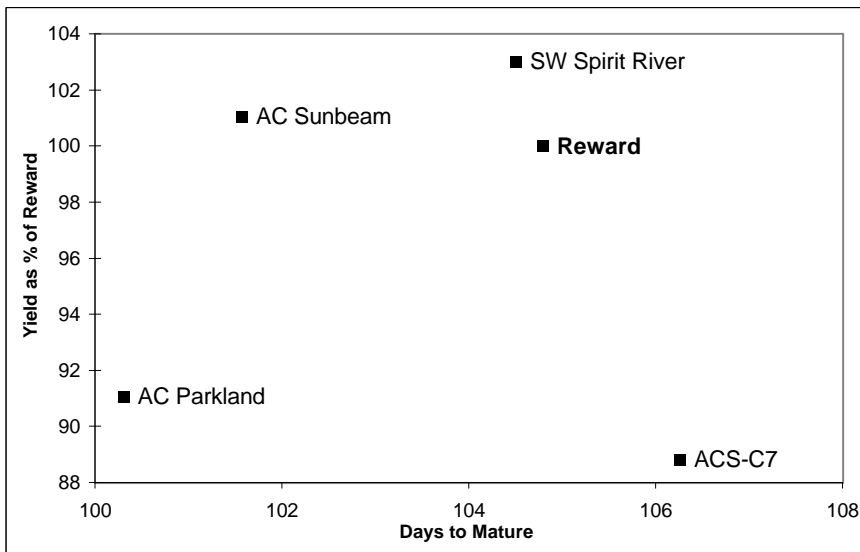 104
102
100
98
96
94
92
90
88
Yield as % of Reward
SW Spirit River
AC Sunbeam
Reward
AC Parkland
ACS-C7
100 102 104 106 108
Days to Mature